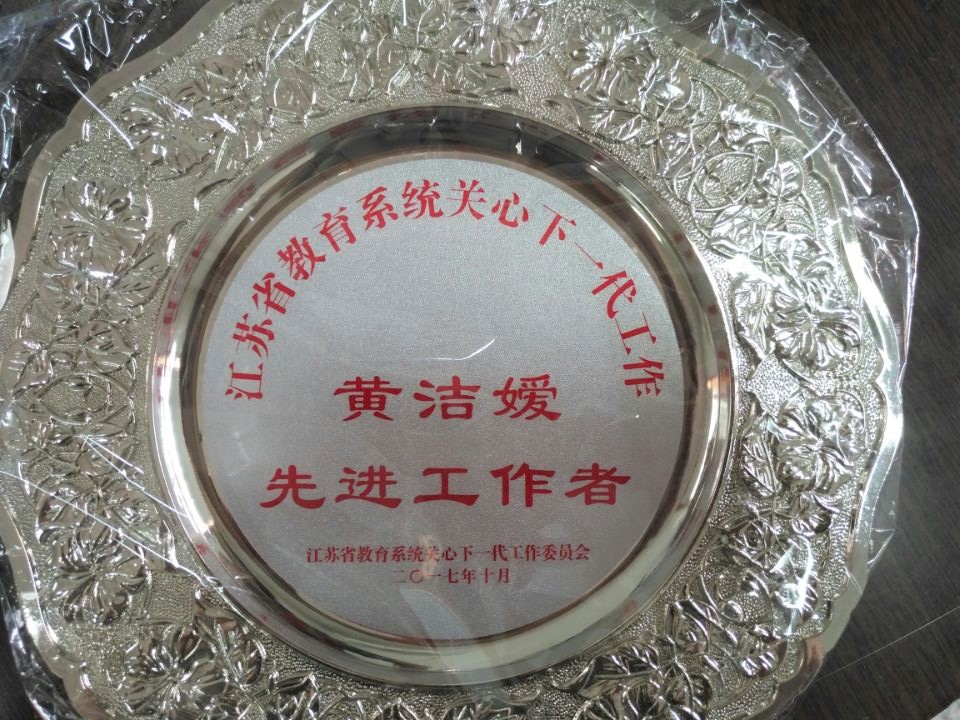 江苏省教育系统关心下一代工作
黄洁媛
先进工作者
江苏省教育系统关心下一代工作委员会
二〇一七年十月